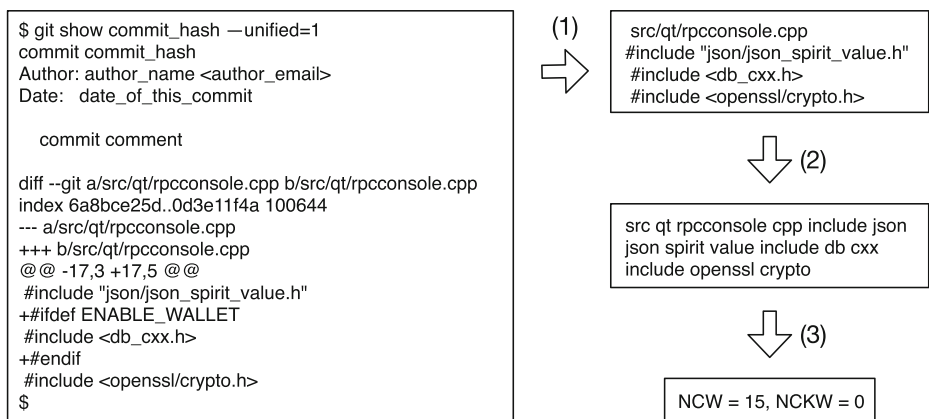 $ git show commit_hash —unified=1
commit commit_hash
Author: author_name <author_email>
Date:   date_of_this_commit
commit comment
diff --git a/src/qt/rpcconsole.cpp b/src/qt/rpcconsole.cpp
index 6a8bce25d..0d3e11f4a 100644
--- a/src/qt/rpcconsole.cpp
+++ b/src/qt/rpcconsole.cpp
@@ -17,3 +17,5 @@
#include "json/json_spirit_value.h"
+#ifdef ENABLE_WALLET
#include <db_cxx.h>
+#endif
#include <openssl/crypto.h>
$
(1)
src/qt/rpcconsole.cpp
#include "json/json_spirit_value.h"
#include <db_cxx.h>
#include <openssl/crypto.h>
(2)
src qt rpcconsole cpp include json
json spirit value include db cxx
include openssl crypto
(3)
NCW = 15, NCKW = 0